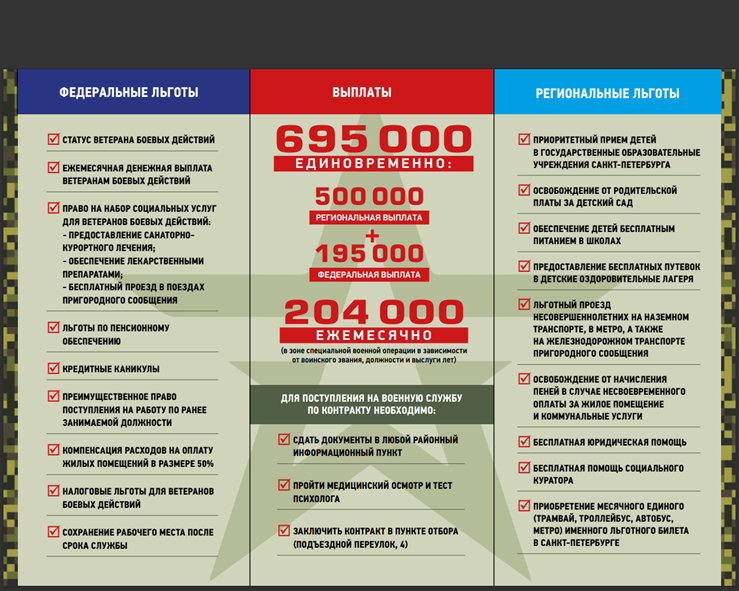 ФЕДЕРАЛЬНЫЕ ЛЬГОТЫ
СТАТУС ВЕТЕРАНА БОЕВЫХ ДЕЙСТВИЙ
ЕЖЕМЕСЯЧНАЯ ДЕНЕЖНАЯ ВЫПЛАТА
ВЕТЕРАНАМ БОЕВЫХ ДЕЙСТВИЙ
ПРАВО НА НАБОР СОЦИАЛЬНЫХ УСЛУГ
ДЛЯ ВЕТЕРАНОВ БОЕВЫХ ДЕЙСТВИЙ:
- ПРЕДОСТАВЛЕНИЕ САНАТОРНО-
КУРОРТНОГО ЛЕЧЕНИЯ;
- ОБЕСПЕЧЕНИЕ ЛЕКАРСТВЕННЫМИ
ПРЕПАРАТАМИ;
- БЕСПЛАТНЫЙ ПРОЕЗД В ПОЕЗДАХ
ПРИГОРОДНОГО СООБЩЕНИЯ
ЛЬГОТЫ ПО ПЕНСИОННОМУ
ОБЕСПЕЧЕНИЮ
КРЕДИТНЫЕ КАНИКУЛЫ
ПРЕИМУЩЕСТВЕННОЕ ПРАВО
ПОСТУПЛЕНИЯ НА РАБОТУ ПО РАНЕЕ
ЗАНИМАЕМОЙ ДОЛЖНОСТИ
КОМПЕНСАЦИЯ РАСХОДОВ НА ОПЛАТУ
ЖИЛЫХ ПОМЕЩЕНИЙ В РАЗМЕРЕ 50%
НАЛОГОВЫЕ ЛЬГОТЫ ДЛЯ ВЕТЕРАНОВ
БОЕВЫХ ДЕЙСТВИЙ
СОХРАНЕНИЕ РАБОЧЕГО МЕСТА ПОСЛЕ
СРОКА СЛУЖБЫ
ВЫПЛАТЫ
695 000
ЕДИНОВРЕМЕННО:
500 000
РЕГИОНАЛЬНАЯ ВЫПЛАТА
+
195 000
ФЕДЕРАЛЬНАЯ ВЫПЛАТА
204 000
ЕЖЕМЕСЯЧНО
(в зоне специальной военной операции в зависимости
от воинского звания, должности и выслуги лет)
ДЛЯ ПОСТУПЛЕНИЯ НА ВОЕННУЮ СЛУЖБУ
ПО КОНТРАКТУ НЕОБХОДИМО:
СДАТЬ ДОКУМЕНТЫ В ЛЮБОЙ РАЙОННЫЙ
ИНФОРМАЦИОННЫЙ ПУНКТ
ПРОЙТИ МЕДИЦИНСКИЙ ОСМОТР И ТЕСТ
ПСИХОЛОГА
ЗАКЛЮЧИТЬ КОНТРАКТ В ПУНКТЕ ОТБОРА
(ПОДЪЕЗДНОЙ ПЕРЕУЛОК, 4)
РЕГИОНАЛЬНЫЕ ЛЬГОТЫ
ПРИОРИТЕТНЫЙ ПРИЕМ ДЕТЕЙ
В ГОСУДАРСТВЕННЫЕ ОБРАЗОВАТЕЛЬНЫЕ
УЧРЕЖДЕНИЯ САНКТ-ПЕТЕРБУРГА
ОСВОБОЖДЕНИЕ ОТ РОДИТЕЛЬСКОЙ
ПЛАТЫ ЗА ДЕТСКИЙ САД
ОБЕСПЕЧЕНИЕ ДЕТЕЙ БЕСПЛАТНЫМ
ПИТАНИЕМ В ШКОЛАХ
ПРЕДОСТАВЛЕНИЕ БЕСПЛАТНЫХ ПУТЕВОК
В ДЕТСКИЕ ОЗДОРОВИТЕЛЬНЫЕ ЛАГЕРЯ
ЛЬГОТНЫЙ ПРОЕЗД
НЕСОВЕРШЕННОЛЕТНИХ НА НАЗЕМНОМ
ТРАНСПОРТЕ, В МЕТРО, А ТАКЖЕ
НА ЖЕЛЕЗНОДОРОЖНОМ ТРАНСПОРТЕ
ПРИГОРОДНОГО СООБЩЕНИЯ
ОСВОБОЖДЕНИЕ ОТ НАЧИСЛЕНИЯ
ПЕНЕЙ В СЛУЧАЕ НЕСВОЕВРЕМЕННОГО
ОПЛАТЫ ЗА ЖИЛОЕ ПОМЕЩЕНИЕ
И КОММУНАЛЬНЫЕ УСЛУГИ
БЕСПЛАТНАЯ ЮРИДИЧЕСКАЯ ПОМОЩЬ
БЕСПЛАТНАЯ ПОМОЩЬ СОЦИАЛЬНОГО
КУРАТОРА
ПРИОБРЕТЕНИЕ МЕСЯЧНОГО ЕДИНОГО
(ТРАМВАЙ, ТРОЛЛЕЙБУС, АВТОБУС,
МЕТРО) ИМЕННОГО ЛЬГОТНОГО БИЛЕТА
В САНКТ-ПЕТЕРБУРГЕ